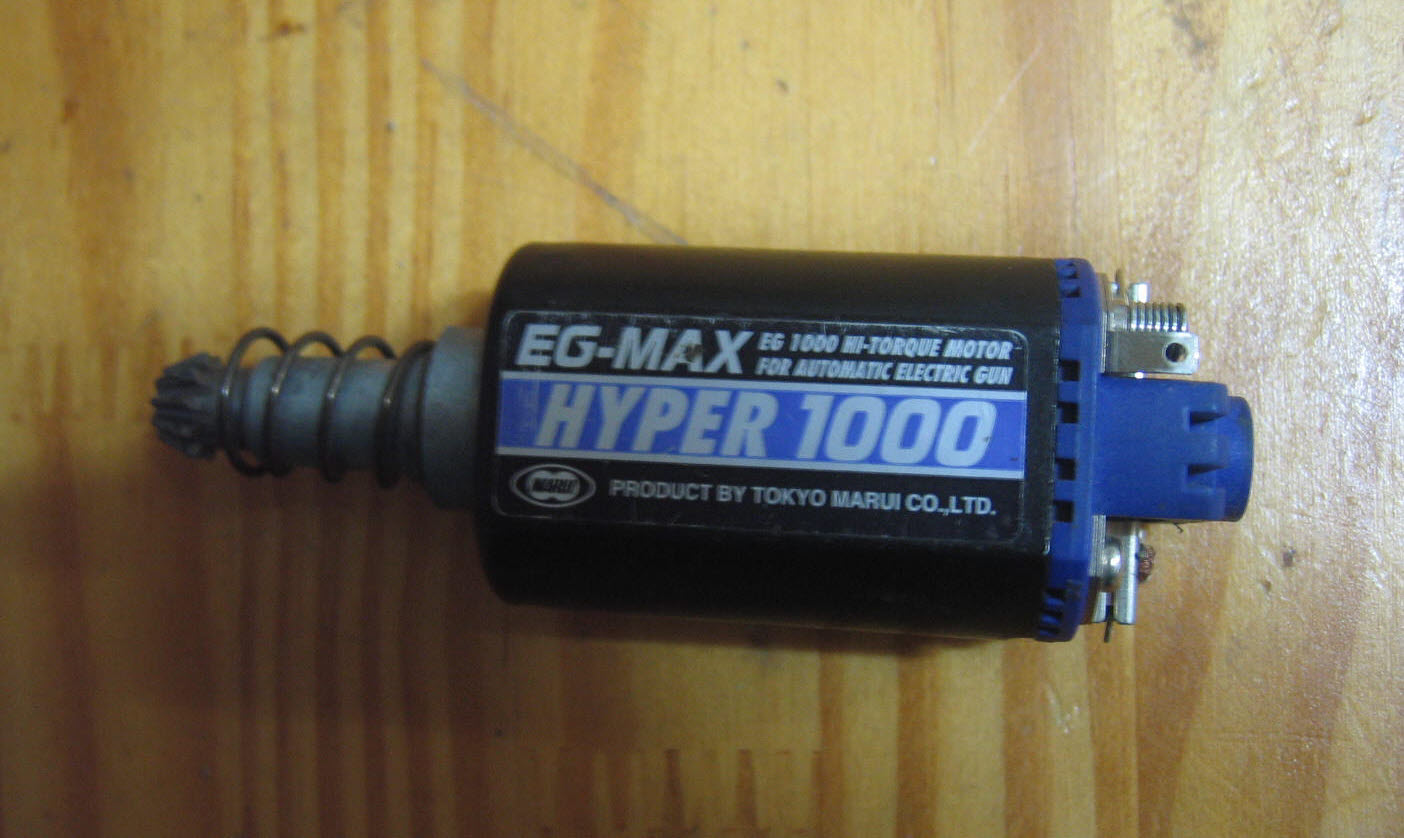 EG-MAX
EG 1000 HI-TORQUE MOTOR
FOR AUTOMATIC ELECTRIC GUN
HYPER 1000
MARUI
PRODUCT BY TOKYO MARUI CO.,LTD.